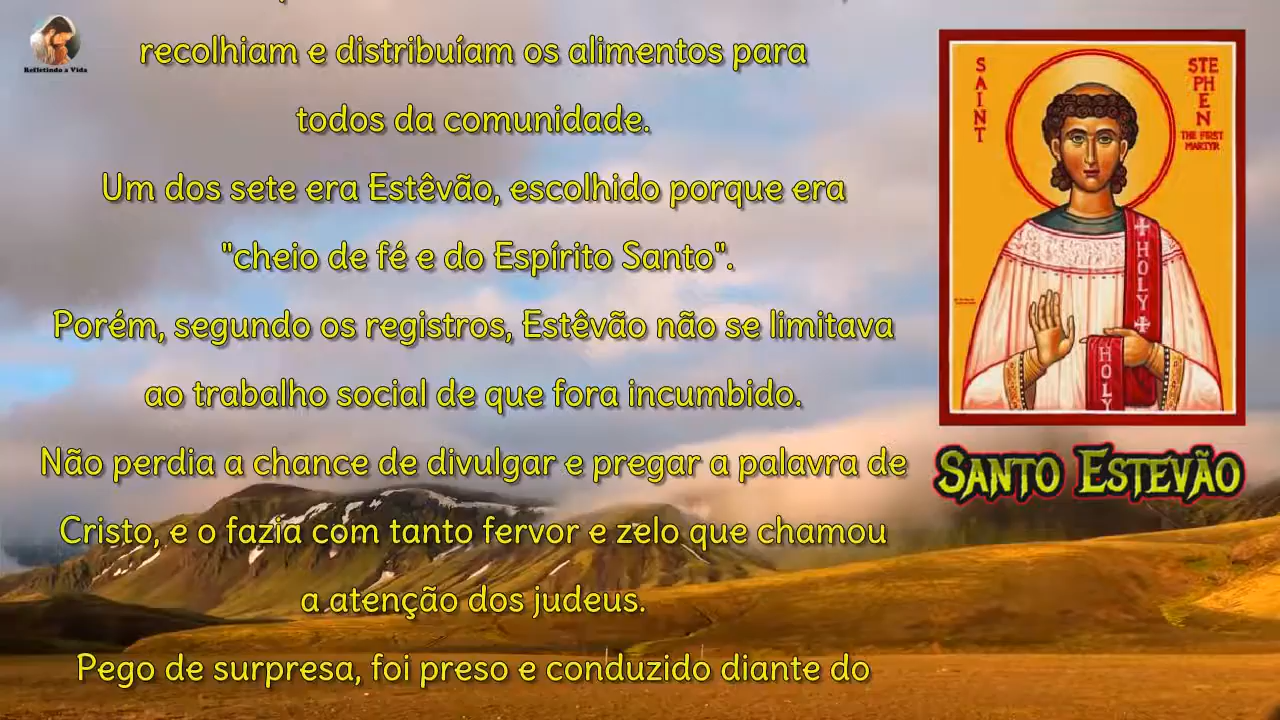 Refletindo a Vida
recolhiam e distribuíam os alimentos para
todos da comunidade.
Um dos sete era Estêvão, escolhido porque era
"cheio de fé e do Espírito Santo".
Porém, segundo os registros, Estêvão não se limitava
ao trabalho social de que fora incumbido.
Não perdia a chance de divulgar e pregar a palavra de
Cristo, e o fazia com tanto fervor e zelo que chamou
a atenção dos judeus.
Pego de surpresa, foi preso e conduzido diante do
SAINT
STEPHEN
THE FIRST
MARTYR
HOLY
HOLY
SANTO ESTEVÃO